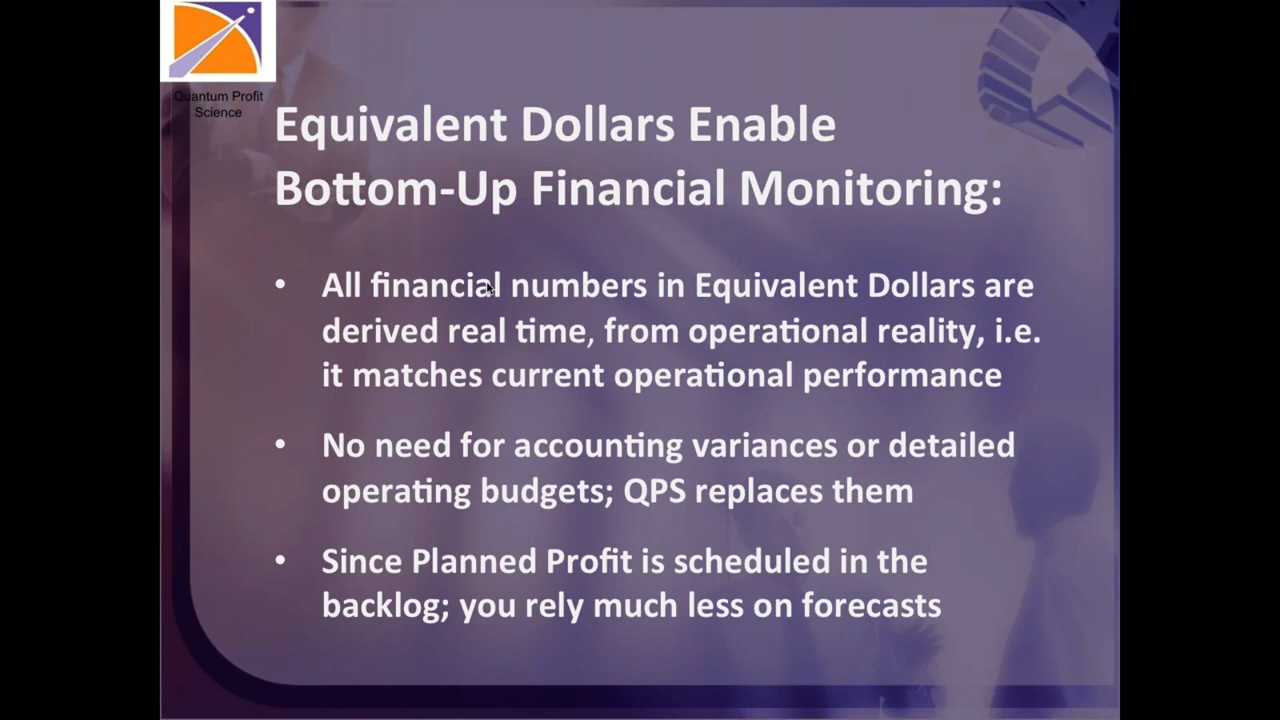 Quantum Profit
Science
Equivalent Dollars Enable
Bottom-Up Financial Monitoring:
• All financial numbers in Equivalent Dollars are
derived real time, from operational reality, i.e.
it matches current operational performance
• No need for accounting variances or detailed
operating budgets; QPS replaces them
• Since Planned Profit is scheduled in the
backlog; you rely much less on forecasts